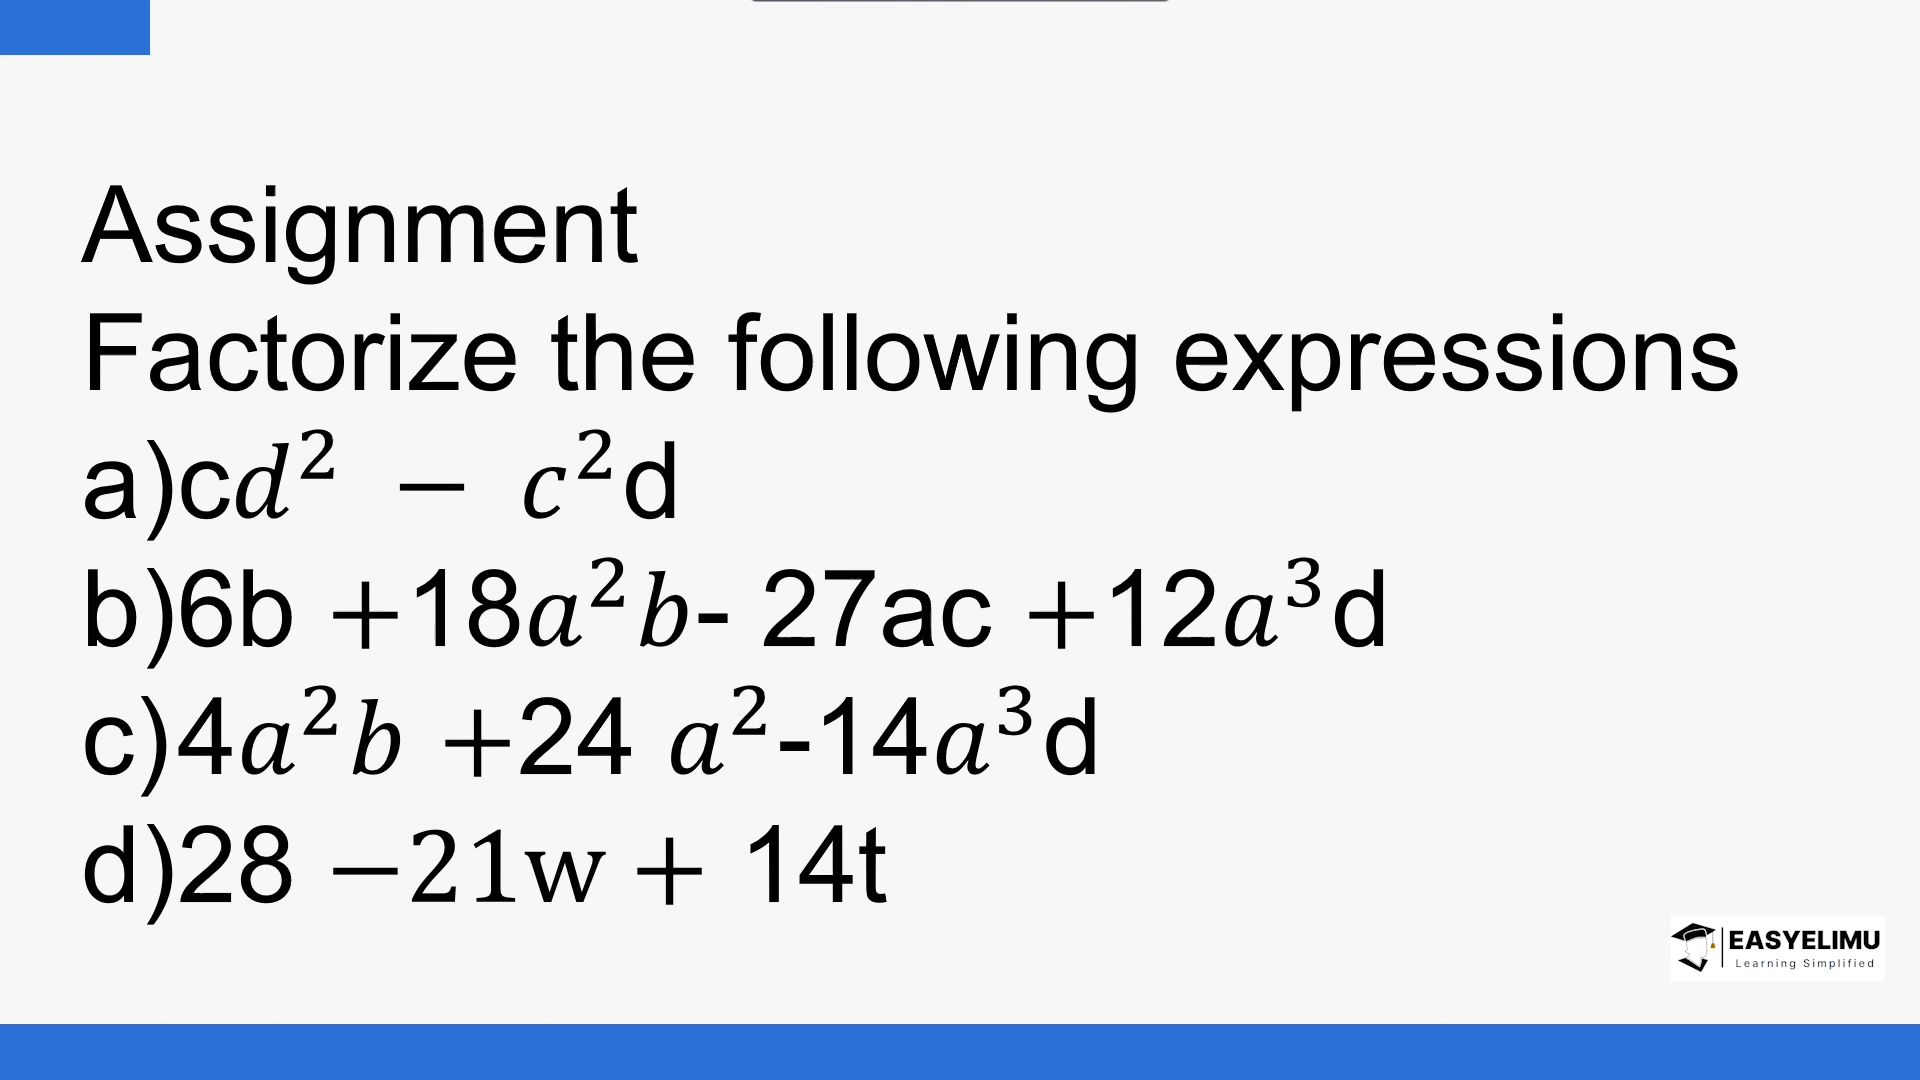 Assignment
Factorize the following expressions
a)cd² − c²d
b)6b +18a²b- 27ac +12a³d
c)4a²b +24 a²-14a³d
d)28 −21w + 14t
EASYELIMU
Learning Simplified